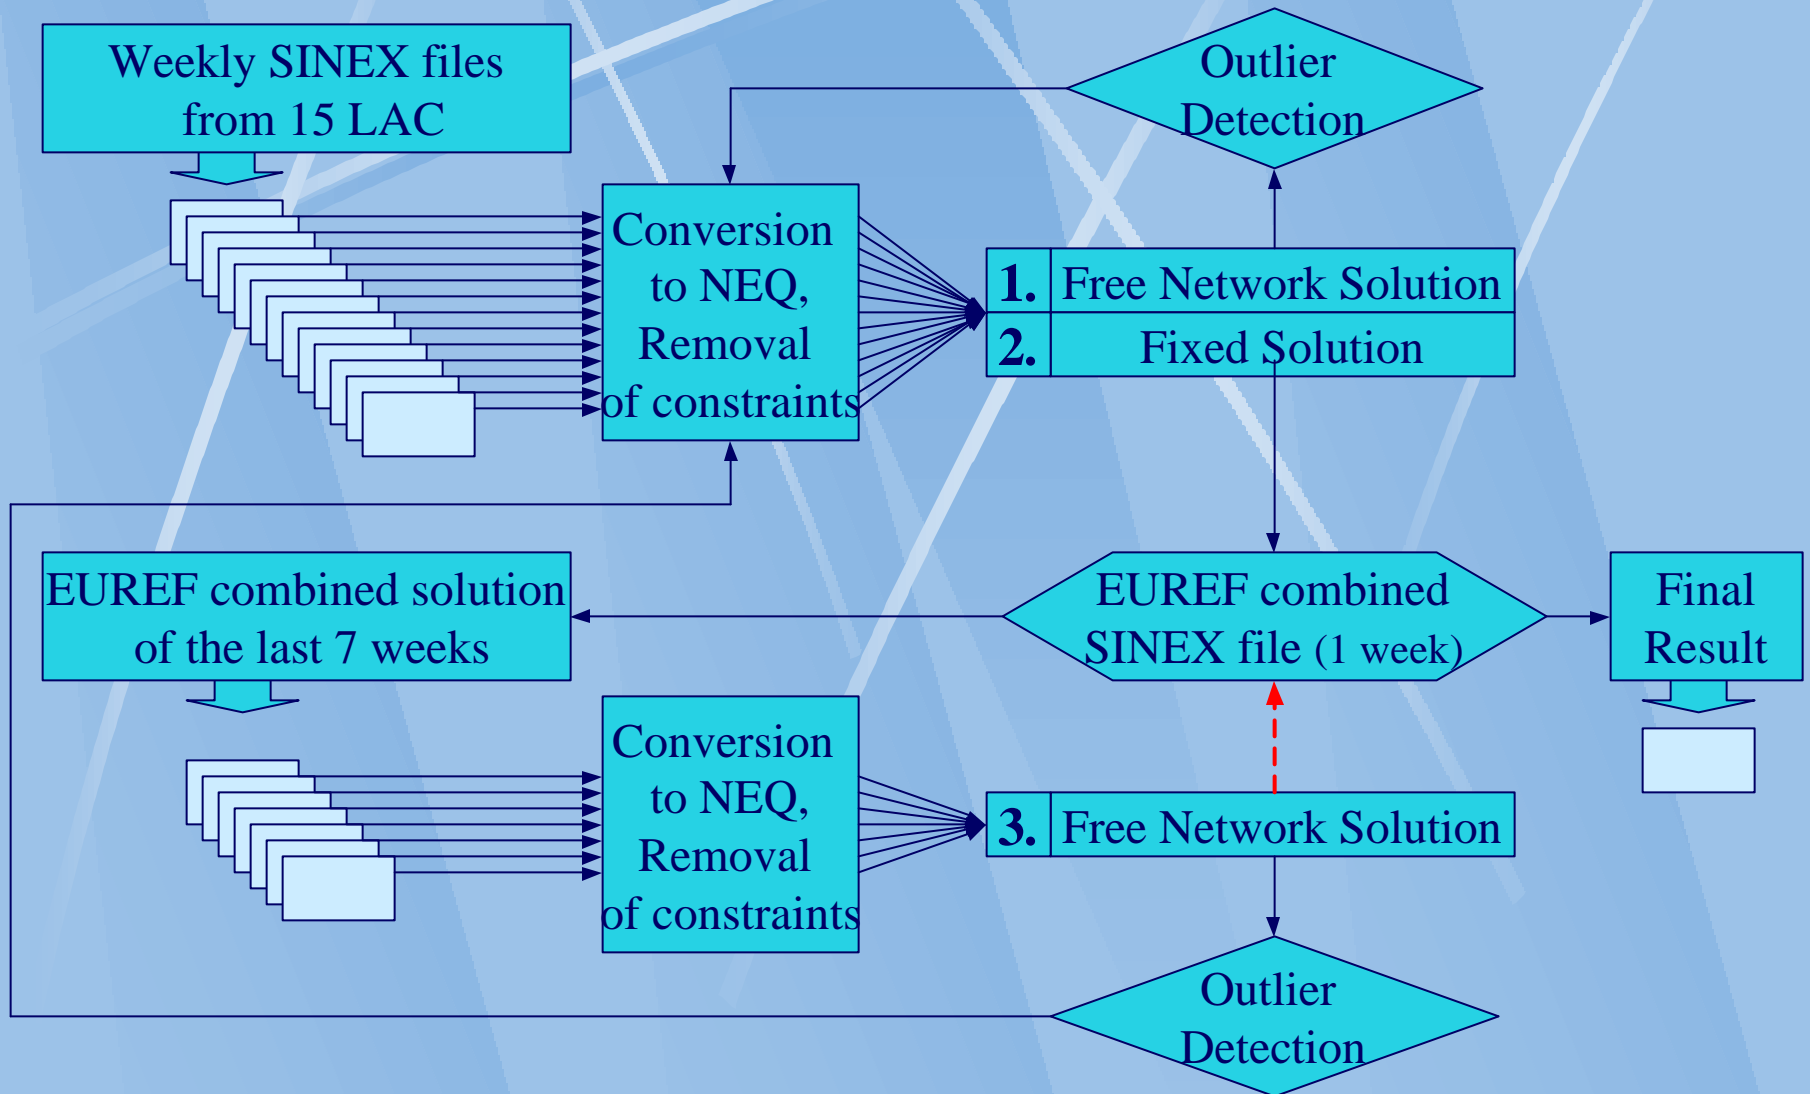 Weekly SINEX files
from 15 LAC
Outlier
Detection
Conversion
to NEQ,
Removal
of constraints
1. Free Network Solution
2. Fixed Solution
EUREF combined solution
of the last 7 weeks
EUREF combined
SINEX file (1 week)
Final
Result
Conversion
to NEQ,
Removal
of constraints
3. Free Network Solution
Outlier
Detection